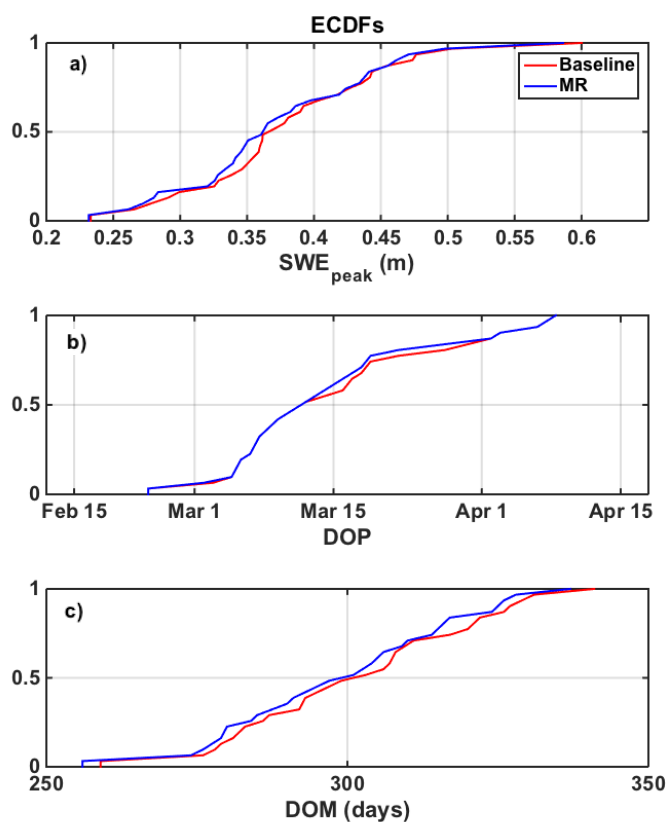 ECDFs
1
a)
Baseline
MR
0.5
0
0.2 0.25 0.3 0.35 0.4 0.45 0.5 0.55 0.6
SWE_peak (m)
1
b)
0.5
0
Feb 15 Mar 1 Mar 15 Apr 1 Apr 15
DOP
1
c)
0.5
0
250 300 350
DOM (days)